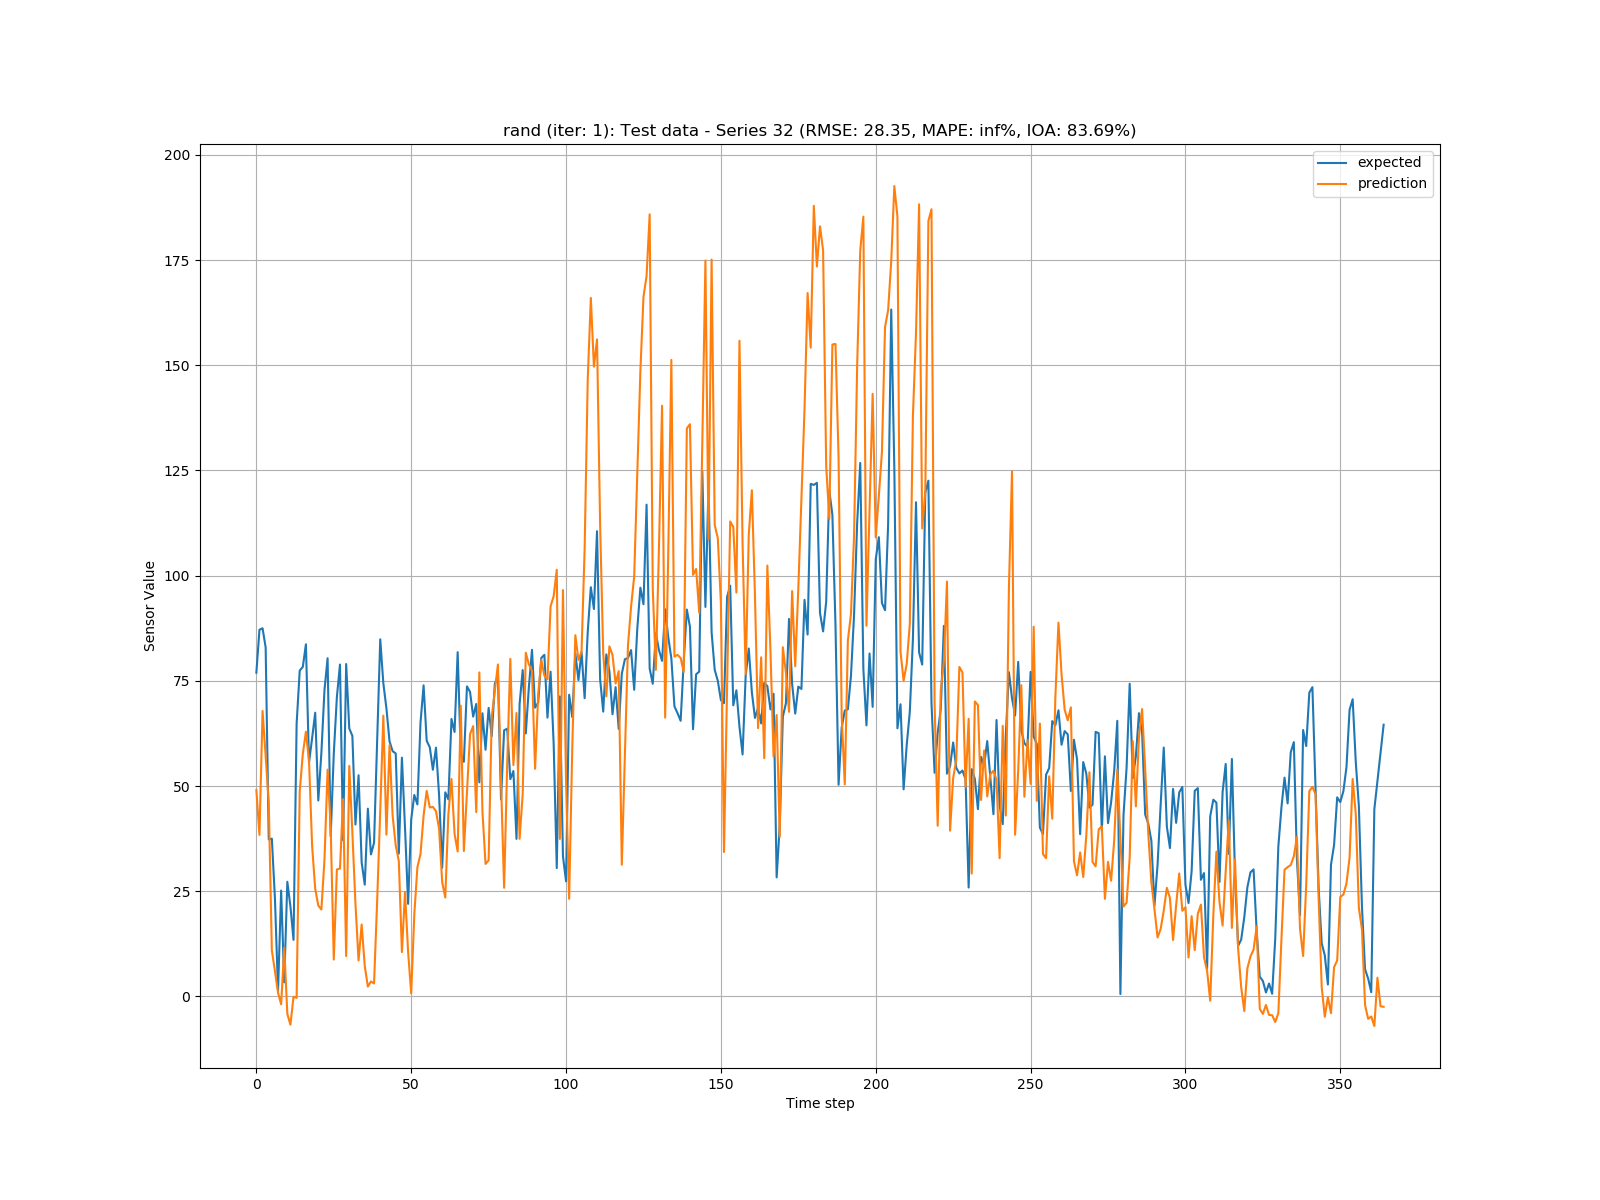 rand (iter: 1): Test data - Series 32 (RMSE: 28.35, MAPE: inf%, IOA: 83.69%)
expected
prediction
200
175
150
125
100
75
50
25
0
Sensor Value
0 50 100 150 200 250 300 350
Time step